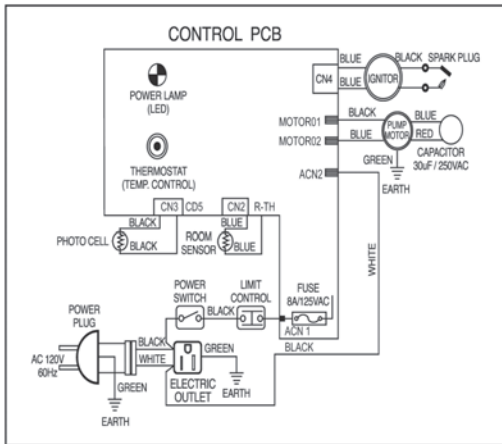 CONTROL PCB
POWER LAMP
(LED)
THERMOSTAT
(TEMP. CONTROL)
CN4
BLUE
BLUE
IGNITOR
BLACK
SPARK PLUG
MOTOR01
MOTOR02
BLACK
BLUE
PUMP
MOTOR
BLUE
RED
CAPACITOR
30uF / 250VAC
GREEN
EARTH
ACN2
WHITE
CN3
CD5
CN2
R-TH
BLACK
BLACK
PHOTO CELL
BLUE
BLUE
ROOM
SENSOR
POWER
SWITCH
BLACK
LIMIT
CONTROL
FUSE
8A/125VAC
ACN 1
BLACK
POWER
PLUG
AC 120V
60Hz
BLACK
WHITE
GREEN
EARTH
ELECTRIC
OUTLET
GREEN
EARTH